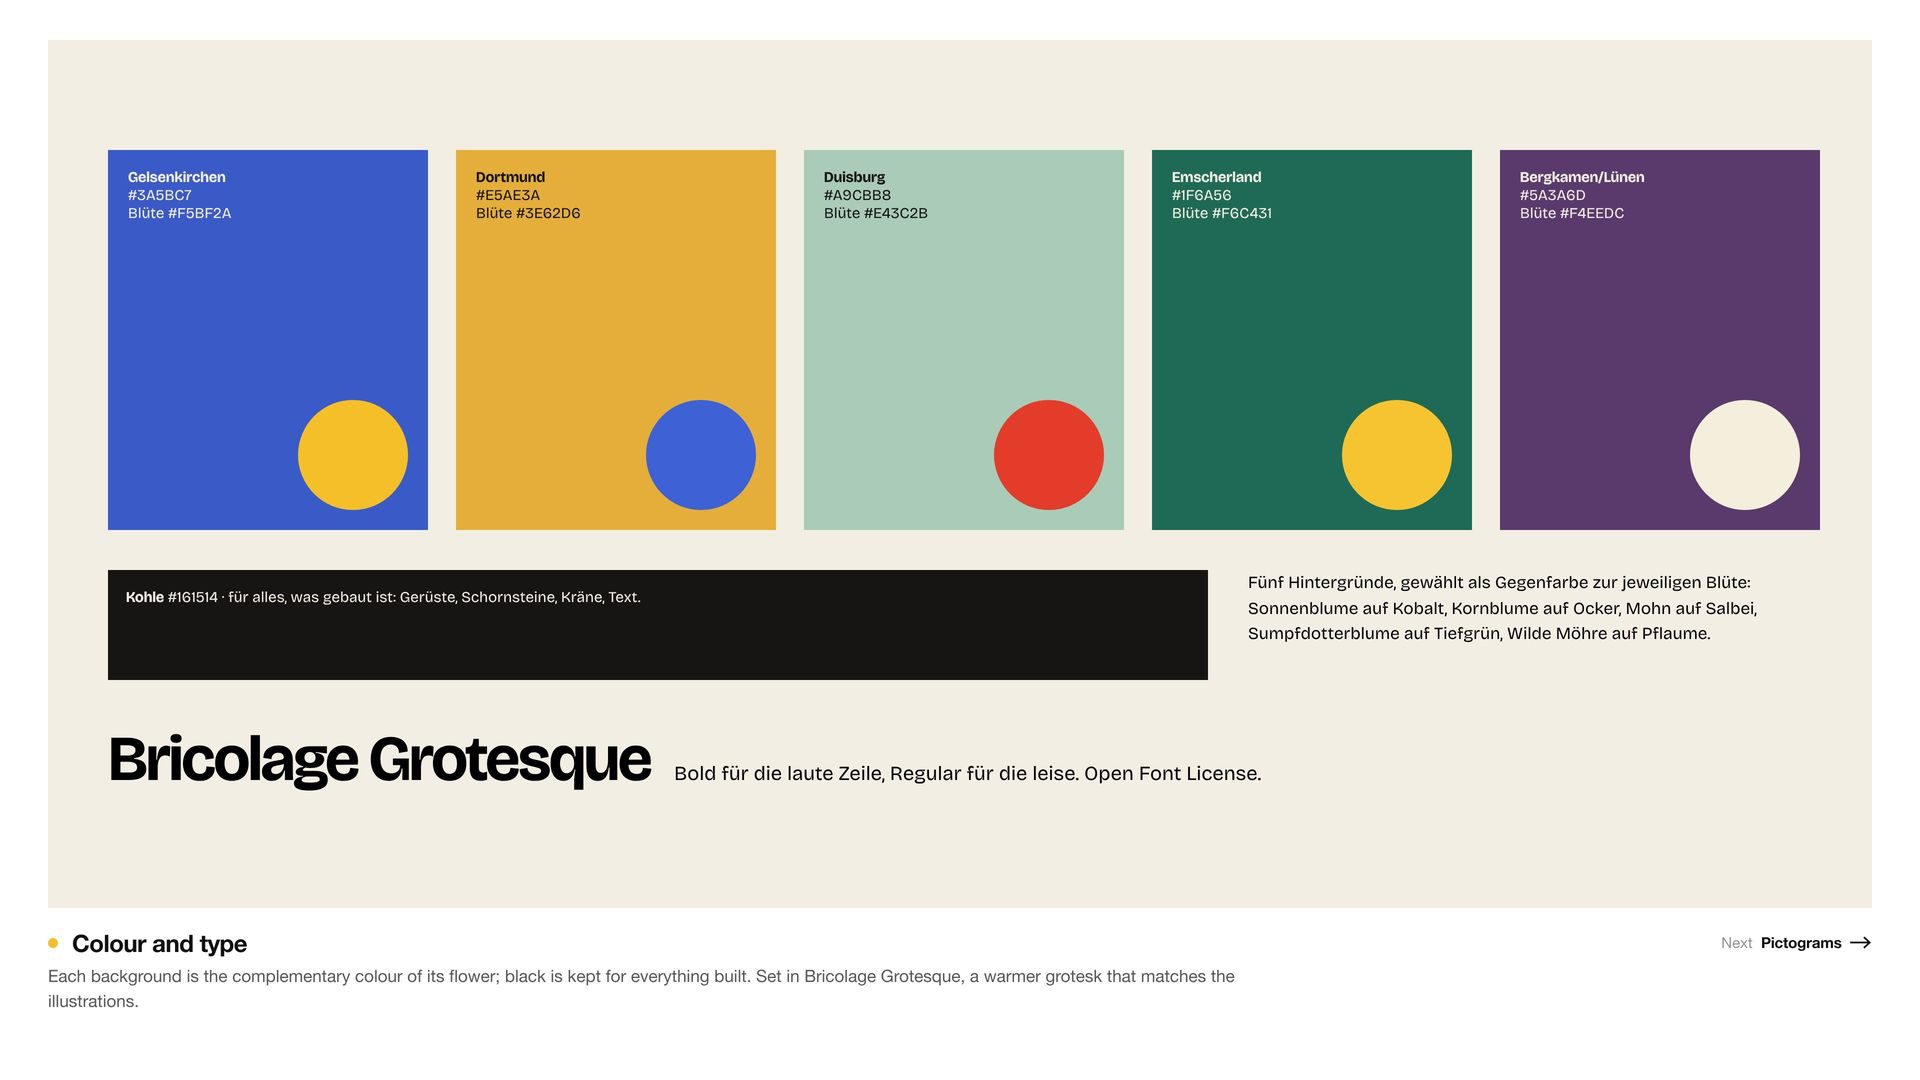 Gelsenkirchen
#3A5BC7
Blüte #F5BF2A
Dortmund
#E5AE3A
Blüte #3E62D6
Duisburg
#A9CBB8
Blüte #E43C2B
Emscherland
#1F6A56
Blüte #F6C431
Bergkamen/Lünen
#5A3A6D
Blüte #F4EEDC
Kohle #161514 · für alles, was gebaut ist: Gerüste, Schornsteine, Kräne, Text.
Fünf Hintergründe, gewählt als Gegenfarbe zur jeweiligen Blüte:
Sonnenblume auf Kobalt, Kornblume auf Ocker, Mohn auf Salbei,
Sumpfdotterblume auf Tiefgrün, Wilde Möhre auf Pflaume.
Bricolage Grotesque Bold für die laute Zeile, Regular für die leise. Open Font License.
Colour and type
Next Pictograms →
Each background is the complementary colour of its flower; black is kept for everything built. Set in Bricolage Grotesque, a warmer grotesk that matches the
illustrations.